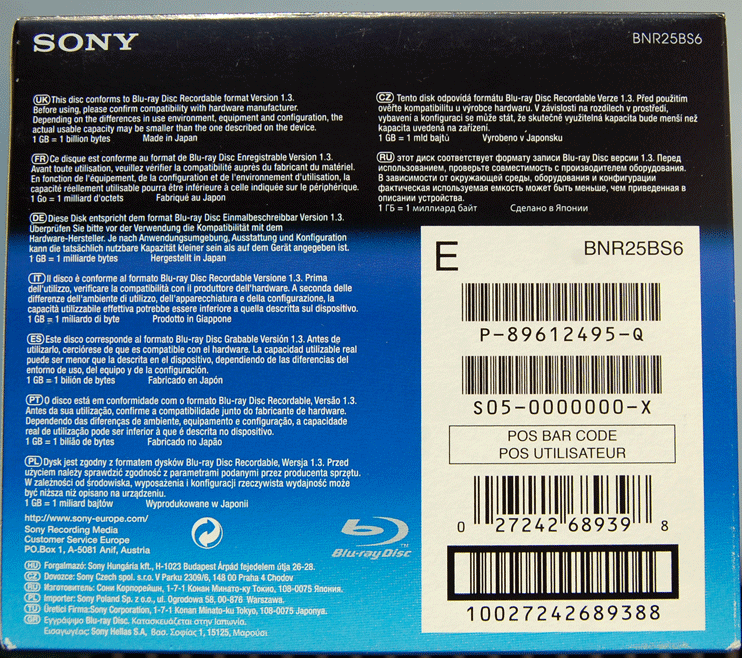 SONY
BNR25BS6
UK This disc conforms to Blu-ray Disc Recordable format Version 1.3.
Before using, please confirm compatibility with hardware manufacturer.
Depending on the differences in use environment, equipment and configuration, the
actual usable capacity may be smaller than the one described on the device.
1 GB = 1 billion bytes Made in Japan
FR Ce disque est conforme au format de Blu-ray Disc Enregistrable Version 1.3.
Avant toute utilisation, veuillez vérifier la compatibilité auprès du fabricant du matériel.
En fonction de l'équipement, de la configuration et de l'environnement d'utilisation, la
capacité réellement utilisable pourra être inférieure à celle indiquée sur le périphérique.
1 Go = 1 milliard d'octets Fabriqué au Japon
DE Diese Disk entspricht dem format Blu-ray Disc Einmalbeschreibbar Version 1.3.
Überprüfen Sie bitte vor der Verwendung die Kompatibilität mit dem
Hardware-Hersteller. Je nach Anwendungsumgebung, Ausstattung und Konfiguration
kann die tatsächlich nutzbare Kapazität kleiner sein als auf dem Gerät angegeben ist.
1 GB = 1 milliarde bytes Hergestellt in Japan
IT Il disco è conforme al formato Blu-ray Disc Recordable Versione 1.3. Prima
dell'utilizzo, verificare la compatibilità con il produttore dell'hardware. A seconda delle
differenze dell'ambiente di utilizzo, dell'apparecchiatura e della configurazione, la
capacità utilizzabile effettiva potrebbe essere inferiore a quella descritta sul dispositivo.
1 GB = 1 miliardo di byte Prodotto in Giappone
ES Este disco corresponde al formato Blu-ray Disc Grabable Versión 1.3. Antes de
utilizarlo, cerciórese de que es compatible con el hardware. La capacidad utilizable real
puede ser menor que la descrita en el dispositivo, dependiendo de las diferencias del
entorno de uso, del equipo y de la configuración.
1 GB = 1 bilión de bytes Fabricado en Japón
PT O disco está em conformidade com o formato Blu-ray Disc Recordable, Versão 1.3.
Antes da sua utilização, confirme a compatibilidade junto do fabricante de hardware.
Dependendo das diferenças de ambiente, equipamento e configuração, a capacidade
real de utilização pode ser inferior à que é descrita no dispositivo.
1 GB = 1 bilião de bytes Fabricado no Japão
PL Dysk jest zgodny z formatem dysków Blu-ray Disc Recordable, Wersja 1.3. Przed
użyciem należy sprawdzić zgodność z parametrami podanymi przez producenta sprzętu.
W zależności od środowiska, wyposażenia i konfiguracji rzeczywista wydajność może
być niższa niż opisano na urządzeniu.
1 GB = 1 miliard bajtów Wyprodukowane w Japonii
http://www.sony-europe.com/
Sony Recording Media
Customer Service Europe
PO.Box 1, A-5081 Anif, Austria
Blu-ray Disc
TM
HU Forgalmazó: Sony Hungária kft., H-1023 Budapest Árpád fejedelem útja 26-28.
CZ Dovozce: Sony Czech spol. s.r.o. V Parku 2309/6, 148 00 Praha 4 Chodov
RU Изготовитель: Сони Корпорейшн, 1-7-1 Конан Минато-ку Токио, 108-0075 Япония.
PL Importer: Sony Poland Sp. z o.o., ul. Ogrodowa 58, 00-876 Warszawa.
TU Üretici Firma:Sony Corporation, 1-7-1 Konan Minato-ku Tokyo, 108-0075 Japonya.
GR Εγγράψιμο Blu-ray Disc. Κατασκευάζεται στην Ιαπωνία.
Εισαγωγέας: Sony Hellas S.A, Βασ. Σοφίας 1, 15125, Μαρούσι.
CZ Tento disk odpovídá formátu Blu-ray Disc Recordable Verze 1.3. Před použitím
ověřte kompatibilitu u výrobce hardwaru. V závislosti na rozdílech v prostředí,
vybavení a konfiguraci se může stát, že skutečně využitelná kapacita bude menší než
kapacita uvedená na zařízení.
1 GB = 1 mld bajtů Vyrobeno v Japonsku
RU этот диск соответствует формату записи Blu-ray Disc версии 1.3. Перед
использованием, проверьте совместимость с производителем оборудования.
В зависимости от окружающей среды, оборудования и конфигурации
фактическая используемая емкость может быть меньше, чем приведенная в
описании устройства.
1 ГБ = 1 миллиард байт Сделано в Японии
E
BNR25BS6
P-89612495-Q
S05-0000000-X
POS BAR CODE
POS UTILISATEUR
0 27242 68939 8
10027242689388